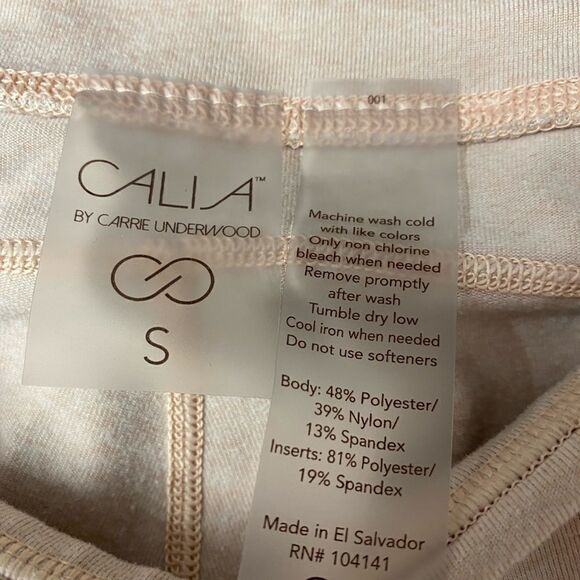 CALIA™
BY CARRIE UNDERWOOD
S
001
Machine wash cold
with like colors
Only non chlorine
bleach when needed
Remove promptly
after wash
Tumble dry low
Cool iron when needed
Do not use softeners
Body: 48% Polyester/
39% Nylon/
13% Spandex
Inserts: 81% Polyester/
19% Spandex
Made in El Salvador
RN# 104141